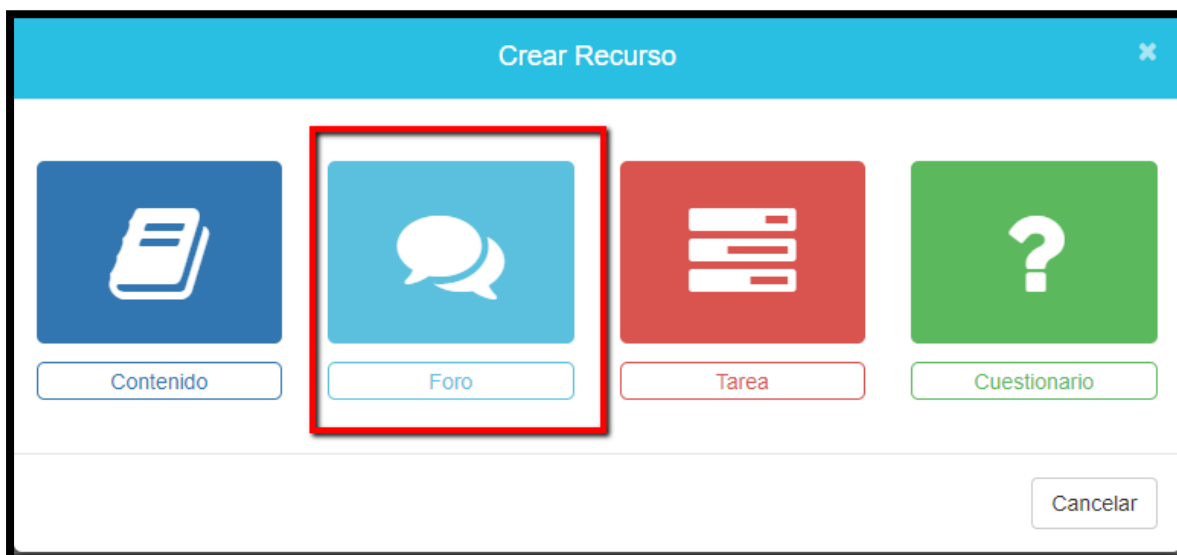 Crear Recurso
Contenido
Foro
Tarea
Cuestionario
Cancelar